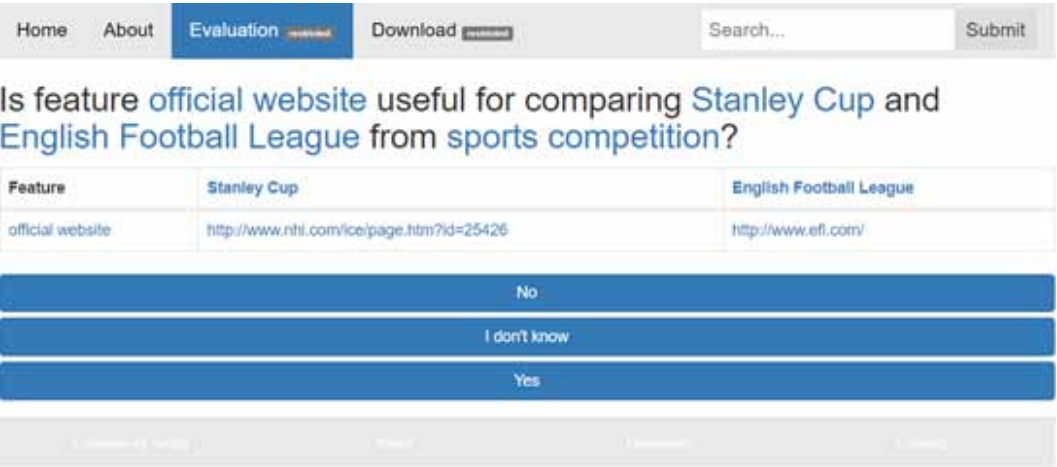 Home About Evaluation restricted Download restricted Search... Submit
Is feature official website useful for comparing Stanley Cup and
English Football League from sports competition?
Feature Stanley Cup English Football League
official website http://www.nhl.com/ice/page.htm?id=25426 http://www.efl.com/
No
I don't know
Yes